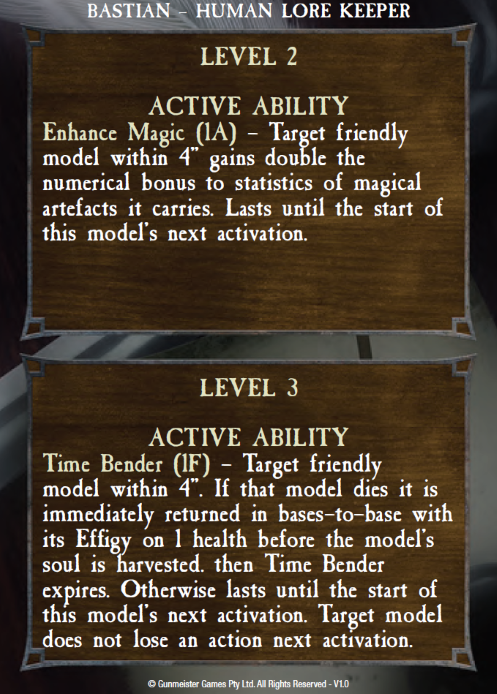 BASTIAN – HUMAN LORE KEEPER
LEVEL 2
ACTIVE ABILITY
Enhance Magic (1A) – Target friendly
model within 4” gains double the
numerical bonus to statistics of magical
artefacts it carries. Lasts until the start of
this model's next activation.
LEVEL 3
ACTIVE ABILITY
Time Bender (1F) – Target friendly
model within 4”. If that model dies it is
immediately returned in bases-to-base with
its Effigy on 1 health before the model's
soul is harvested. then Time Bender
expires. Otherwise lasts until the start of
this model's next activation. Target model
does not lose an action next activation.
© Gunmeister Games Pty Ltd. All Rights Reserved - V1.0